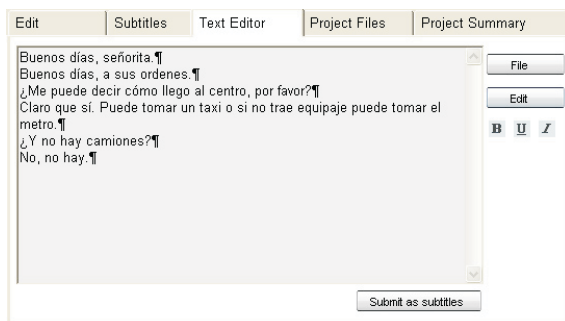 Edit Subtitles Text Editor Project Files Project Summary
Buenos días, señorita.¶
Buenos días, a sus ordenes.¶
¿Me puede decir cómo llego al centro, por favor?¶
Claro que sí. Puede tomar un taxi o si no trae equipaje puede tomar el
metro.¶
¿Y no hay camiones?¶
No, no hay.¶
File
Edit
B U I
Submit as subtitles